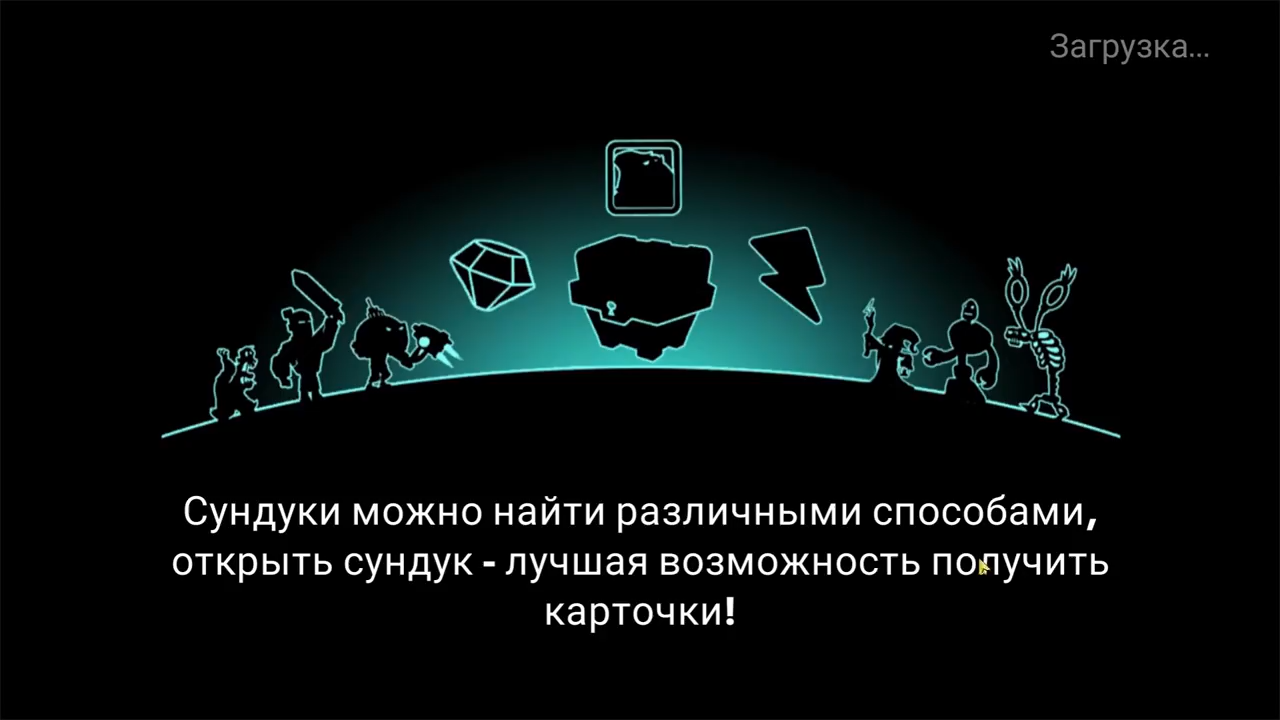 Загрузка...
Сундуки можно найти различными способами,
открыть сундук - лучшая возможность получить
карточки!